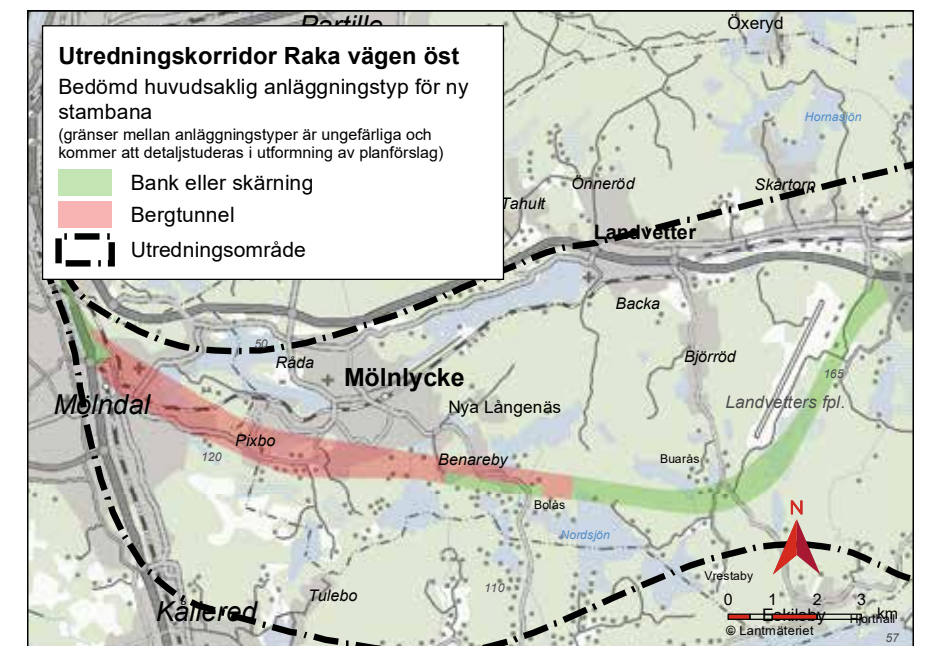 Partille
Öxeryd
Utredningskorridor Raka vägen öst
Bedömd huvudsaklig anläggningstyp för ny
stambana
(gränser mellan anläggningstyper är ungefärliga och
kommer att detaljstuderas i utformning av planförslag)
Bank eller skärning
Bergtunnel
Utredningsområde
Hornasjön
Önneröd
Skårtorp
Tahult
Landvetter
Backa
50
Råda
Björröd
Mölnlycke
165
Mölndal
Nya Långenäs
Landvetters fpl.
Pixbo
120
Benareby
Buarås
Bolås
N
Nordsjön
Vrestaby
110
Tulebo
Kållered
0 1 2 3 km
Eskilsby
Hjorthall
© Lantmäteriet
57